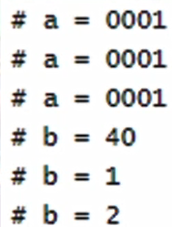 # a = 0001
# a = 0001
# a = 0001
# b = 40
# b = 1
# b = 2